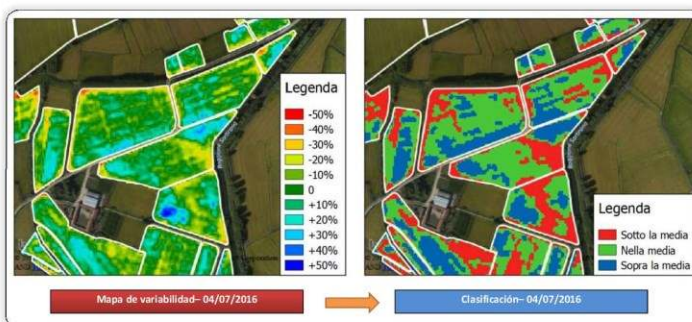 Legenda
-50%
-40%
-30%
-20%
-10%
0
+10%
+20%
+30%
+40%
+50%
Legenda
Sotto la media
Nella media
Sopra la media
Mapa de variabilidad– 04/07/2016
Clasificación– 04/07/2016